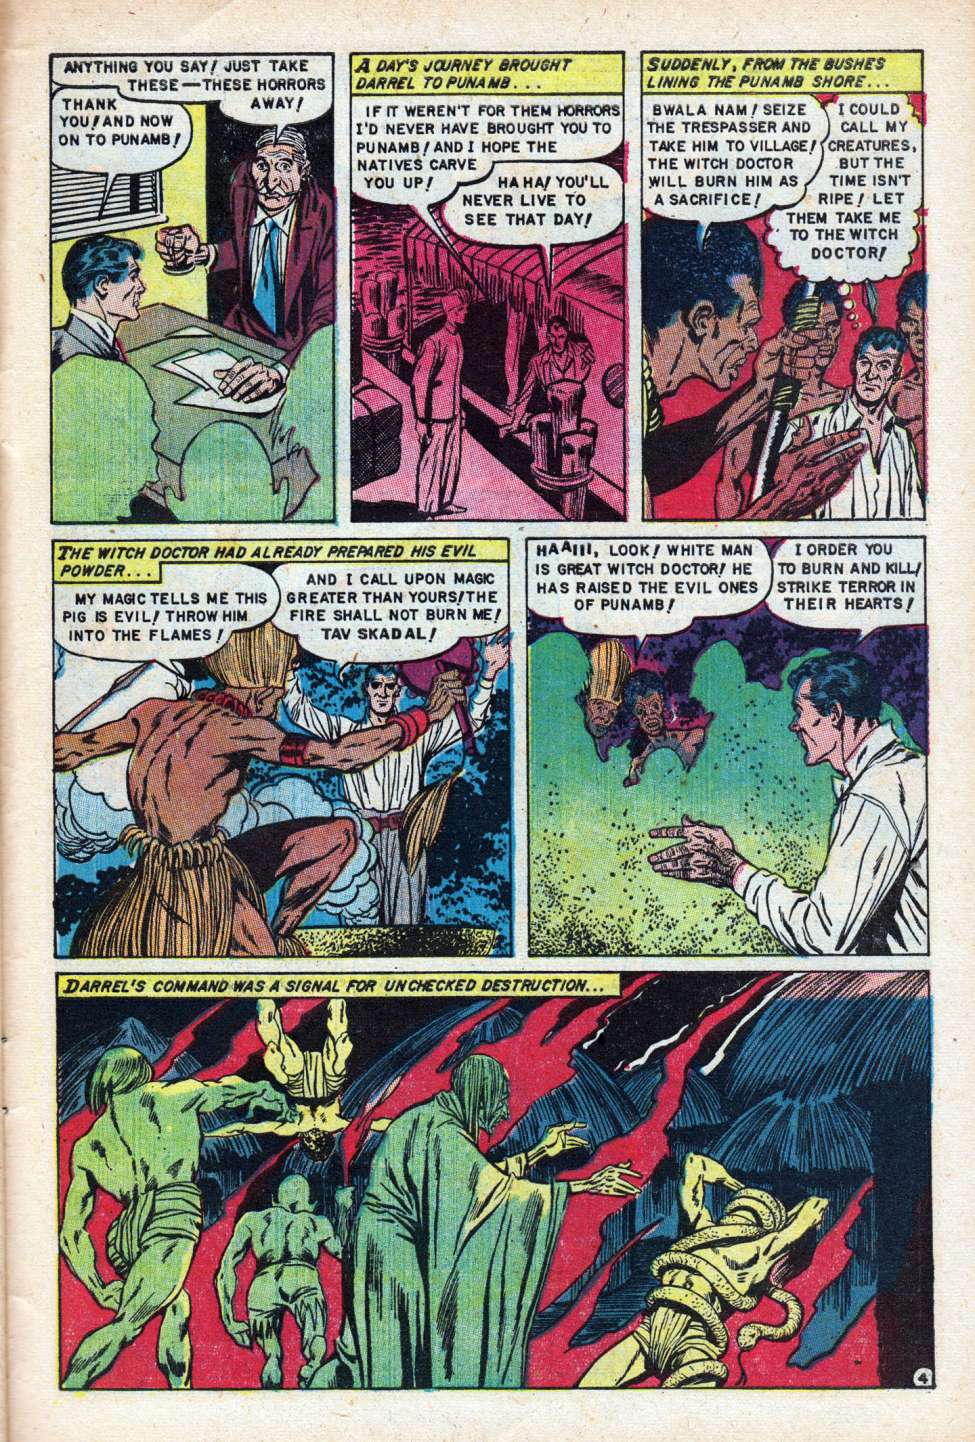 ANYTHING YOU SAY! JUST TAKE
THESE—THESE HORRORS
AWAY!
THANK
YOU! AND NOW
ON TO PUNAMB!
A DAY'S JOURNEY BROUGHT
DARREL TO PUNAMB...
IF IT WEREN'T FOR THEM HORRORS
I'D NEVER HAVE BROUGHT YOU TO
PUNAMB! AND I HOPE THE
NATIVES CARVE
YOU UP!
HA HA! YOU'LL
NEVER LIVE TO
SEE THAT DAY!
SUDDENLY, FROM THE BUSHES
LINING THE PUNAMB SHORE...
BWALA NAM! SEIZE
THE TRESPASSER AND
TAKE HIM TO VILLAGE!
THE WITCH DOCTOR
WILL BURN HIM AS
A SACRIFICE!
I COULD
CALL MY
CREATURES,
BUT THE
TIME ISN'T
RIPE! LET
THEM TAKE ME
TO THE WITCH
DOCTOR!
THE WITCH DOCTOR HAD ALREADY PREPARED HIS EVIL
POWDER...
MY MAGIC TELLS ME THIS
PIG IS EVIL! THROW HIM
INTO THE FLAMES!
AND I CALL UPON MAGIC
GREATER THAN YOURS! THE
FIRE SHALL NOT BURN ME!
TAV SKADAL!
HAAIII, LOOK! WHITE MAN
IS GREAT WITCH DOCTOR! HE
HAS RAISED THE EVIL ONES
OF PUNAMB!
I ORDER YOU
TO BURN AND KILL!
STRIKE TERROR IN
THEIR HEARTS!
DARREL'S COMMAND WAS A SIGNAL FOR UNCHECKED DESTRUCTION...
4